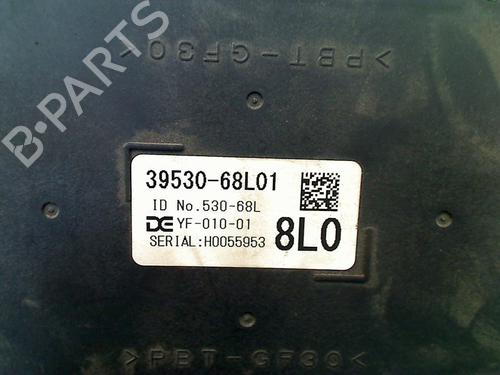 >PBT-GF30<
B-PARTS
39530-68L01
ID No.530-68L
DE YF-010-01
SERIAL:H0055953
8L0
>PBT-GF30<